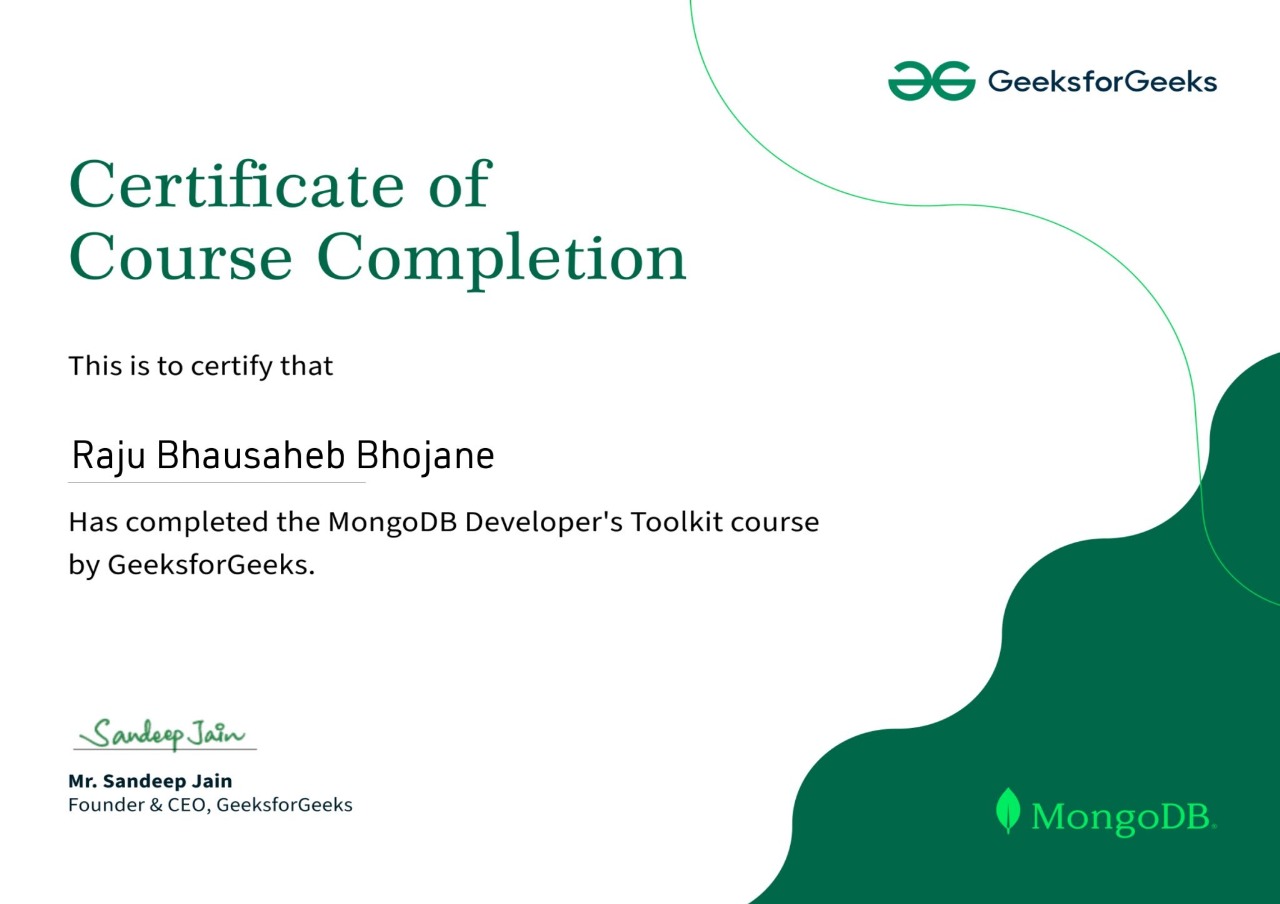 GeeksforGeeks
Certificate of
Course Completion
This is to certify that
Raju Bhausaheb Bhojane
Has completed the MongoDB Developer's Toolkit course
by GeeksforGeeks.
Sandeep Jain
Mr. Sandeep Jain
Founder & CEO, GeeksforGeeks
MongoDB®